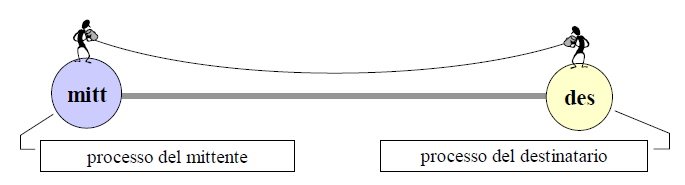 mitt
des
processo del mittente
processo del destinatario